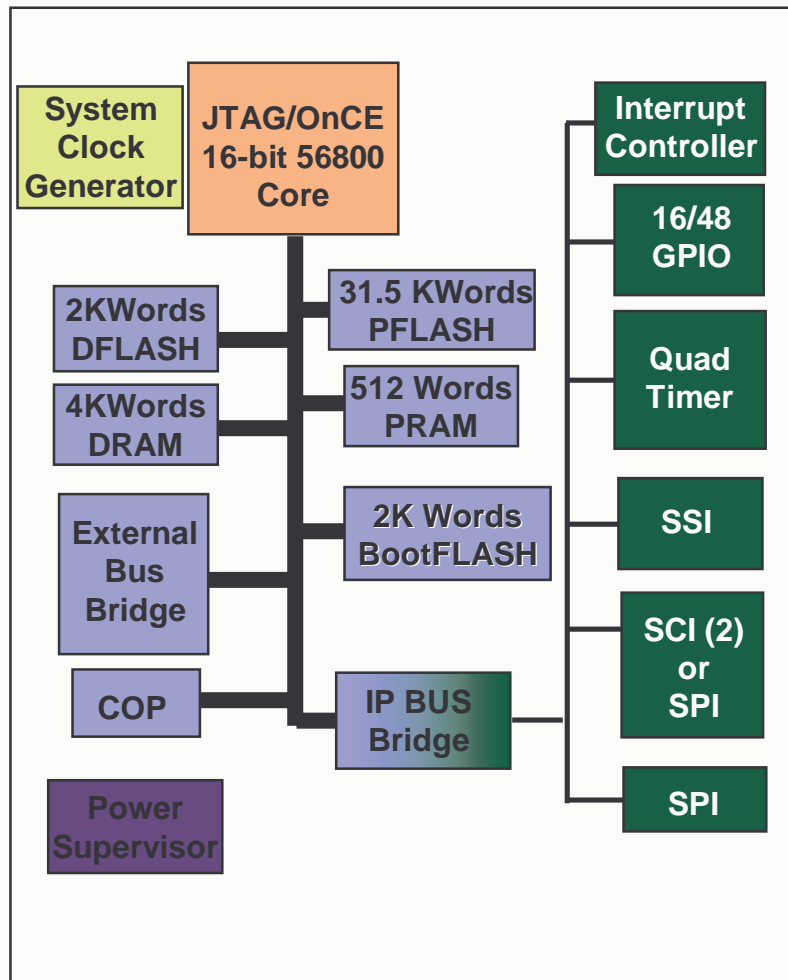 System
Clock
Generator
JTAG/OnCE
16-bit 56800
Core
2KWords
DFLASH
31.5 KWords
PFLASH
4KWords
DRAM
512 Words
PRAM
External
Bus
Bridge
2K Words
BootFLASH
COP
IP BUS
Bridge
Power
Supervisor
Interrupt
Controller
16/48
GPIO
Quad
Timer
SSI
SCI (2)
or
SPI
SPI